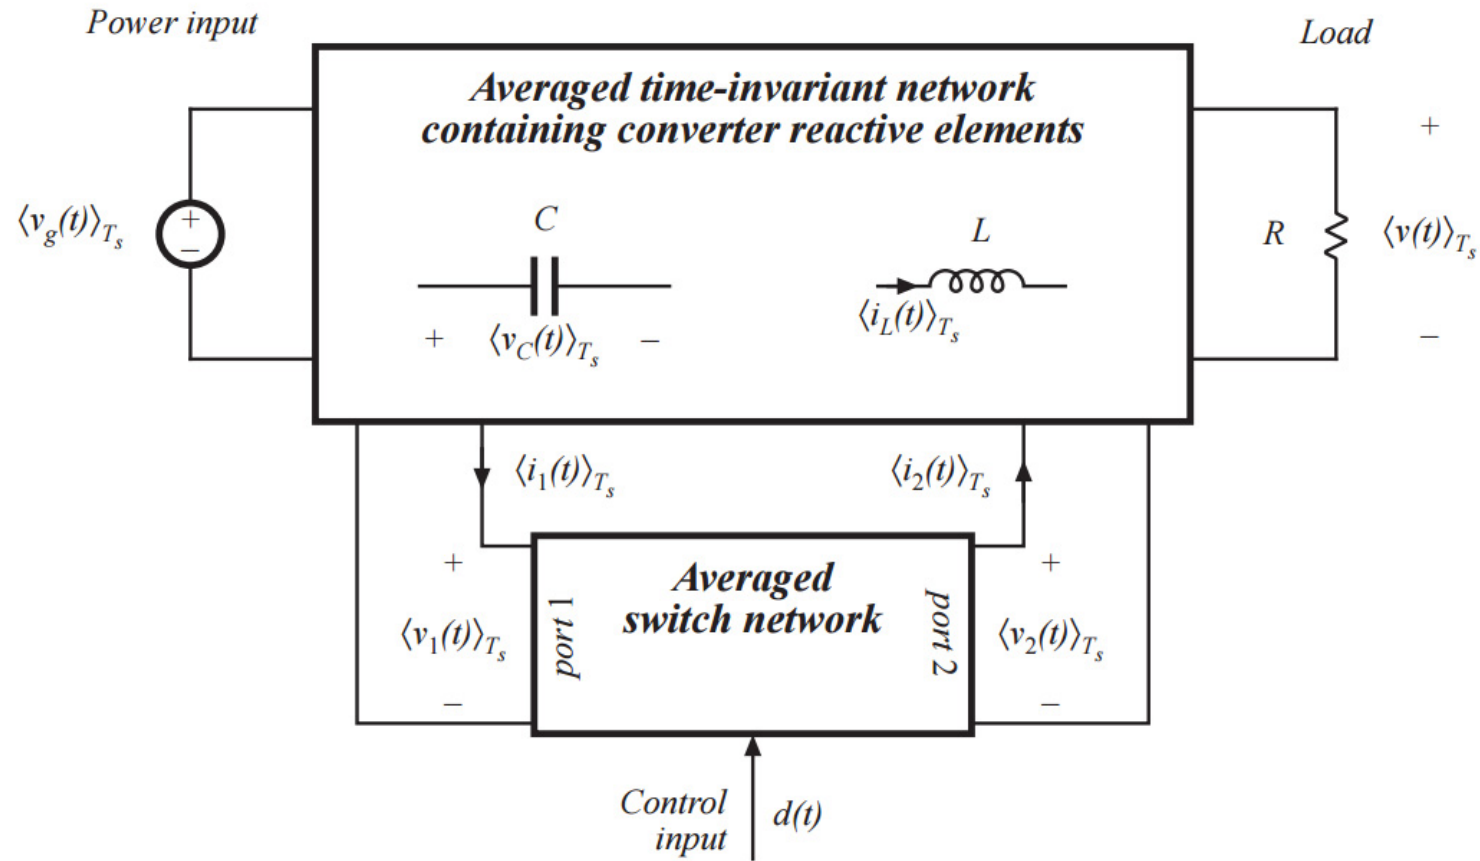 Power input
Load
Averaged time-invariant network
containing converter reactive elements
+
⟨v_g(t)⟩_{T_s}
+
−
C
L
R
⟨v(t)⟩_{T_s}
⟨i_L(t)⟩_{T_s}
+ ⟨v_C(t)⟩_{T_s} −
−
⟨i_1(t)⟩_{T_s}
⟨i_2(t)⟩_{T_s}
+
+
Averaged
switch network
port 1
port 2
⟨v_1(t)⟩_{T_s}
⟨v_2(t)⟩_{T_s}
−
−
Control
input
d(t)